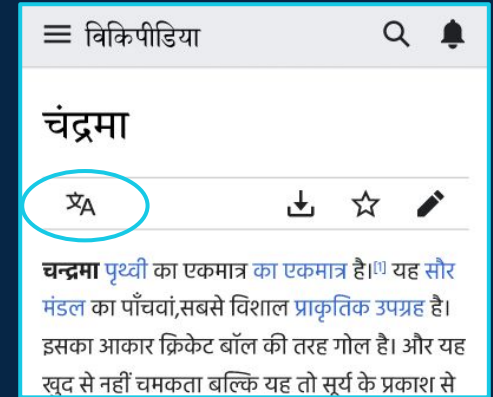 विकिपीडिया
चंद्रमा
चन्द्रमा पृथ्वी का एकमात्र का एकमात्र है।[1] यह सौर
मंडल का पाँचवां,सबसे विशाल प्राकृतिक उपग्रह है।
इसका आकार क्रिकेट बॉल की तरह गोल है। और यह
खुद से नहीं चमकता बल्कि यह तो सूर्य के प्रकाश से